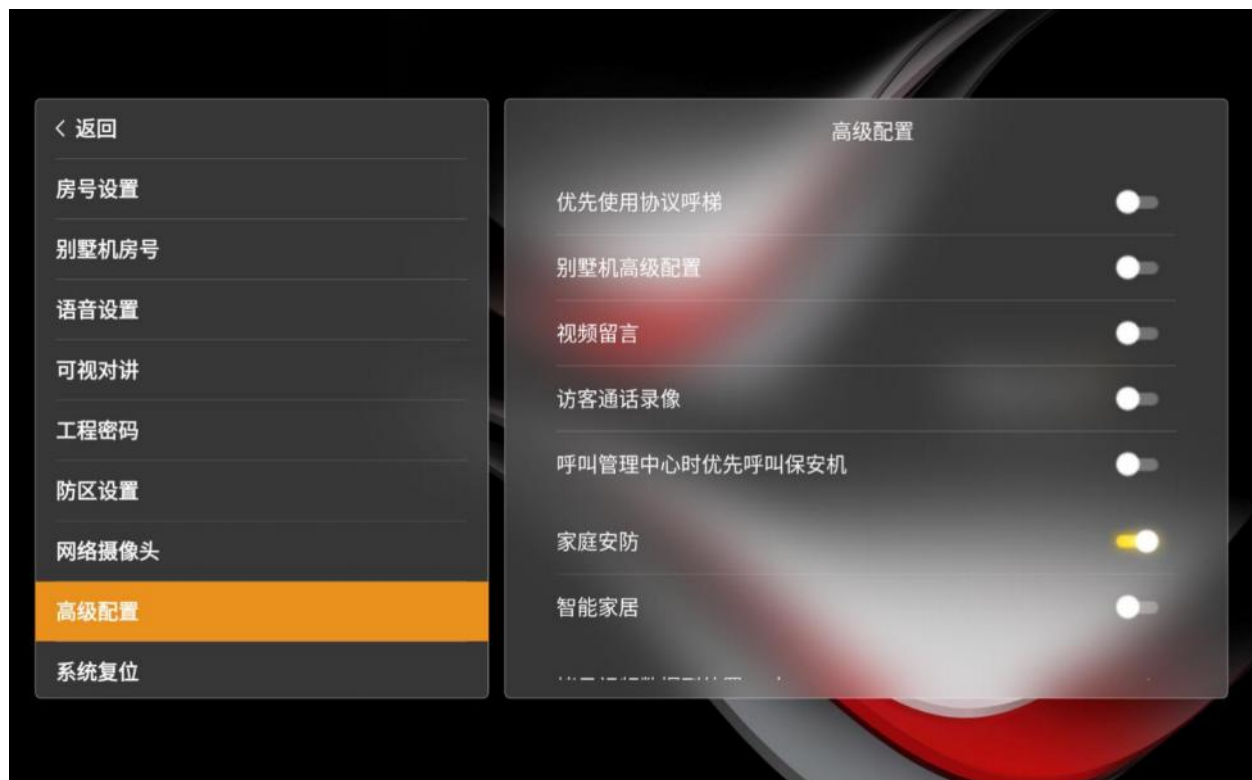 < 返回
房号设置
别墅机房号
语音设置
可视对讲
工程密码
防区设置
网络摄像头
高级配置
系统复位
高级配置
优先使用协议呼梯
别墅机高级配置
视频留言
访客通话录像
呼叫管理中心时优先呼叫保安机
家庭安防
智能家居